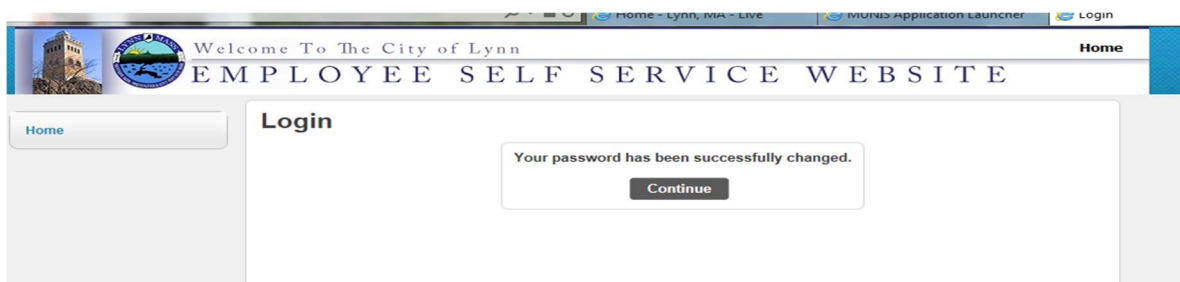 Home - Lynn, MA - Live
MUNIS Application Launcher
Login
Welcome To The City of Lynn
Home
EMPLOYEE SELF SERVICE WEBSITE
Home
Login
Your password has been successfully changed.
Continue